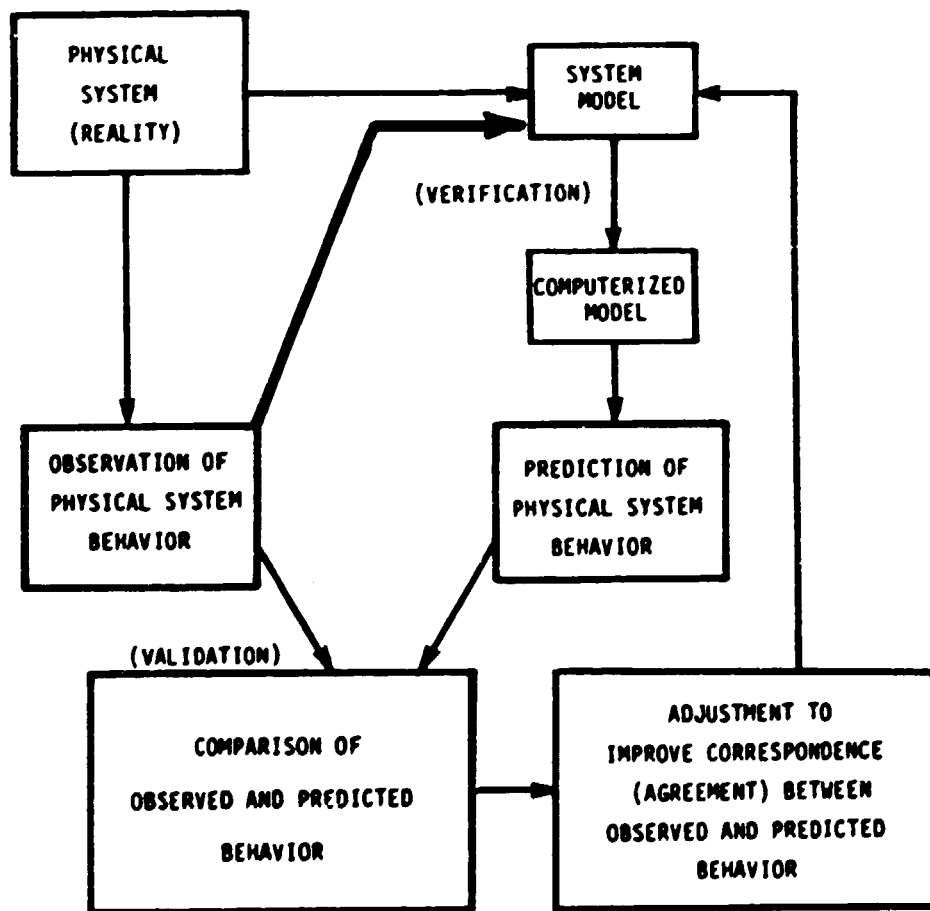 PHYSICAL
SYSTEM
(REALITY)
SYSTEM
MODEL
(VERIFICATION)
COMPUTERIZED
MODEL
OBSERVATION OF
PHYSICAL SYSTEM
BEHAVIOR
PREDICTION OF
PHYSICAL SYSTEM
BEHAVIOR
(VALIDATION)
COMPARISON OF
OBSERVED AND PREDICTED
BEHAVIOR
ADJUSTMENT TO
IMPROVE CORRESPONDENCE
(AGREEMENT) BETWEEN
OBSERVED AND PREDICTED
BEHAVIOR